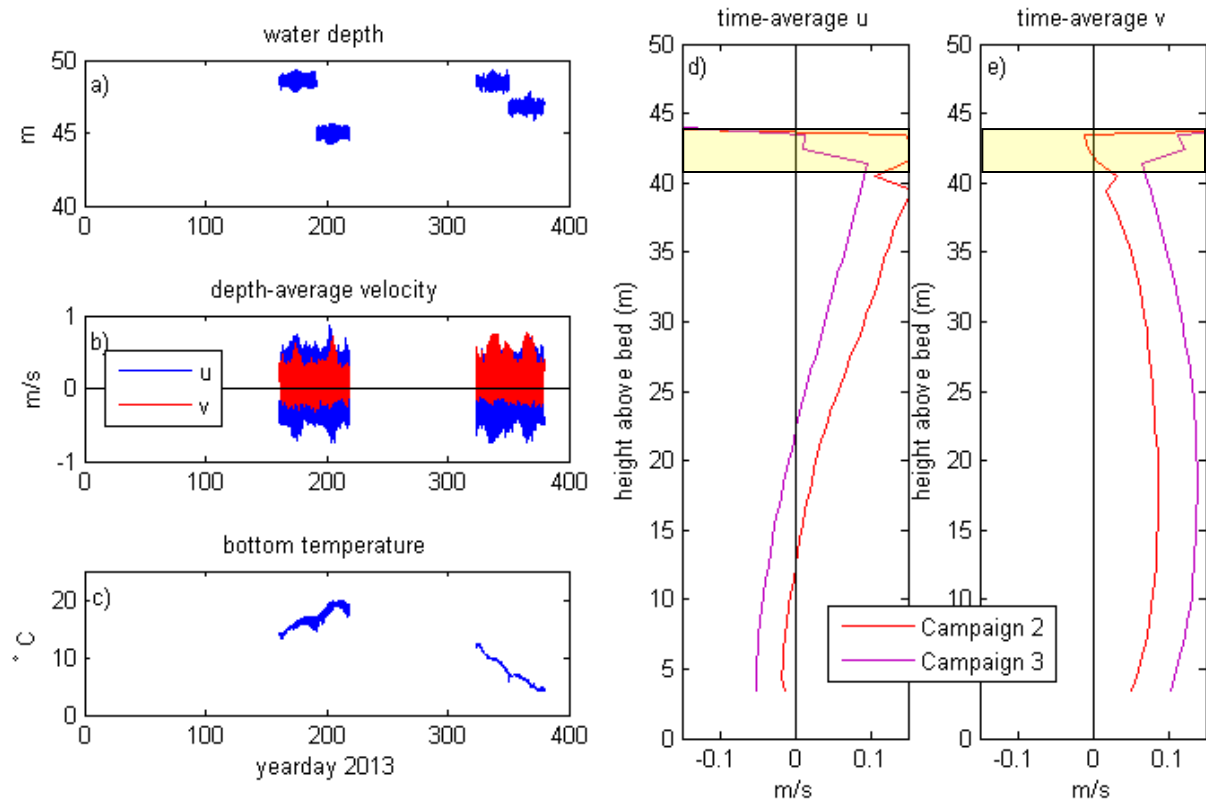 water depth
a)
m
50
45
40
0 100 200 300 400
depth-average velocity
b)
m/s
1
0
-1
u
v
0 100 200 300 400
bottom temperature
c)
° C
20
10
0
0 100 200 300 400
yearday 2013
time-average u
d)
height above bed (m)
50
45
40
35
30
25
20
15
10
5
0
-0.1 0 0.1
m/s
time-average v
e)
height above bed (m)
50
45
40
35
30
25
20
15
10
5
0
-0.1 0 0.1
m/s
Campaign 2
Campaign 3